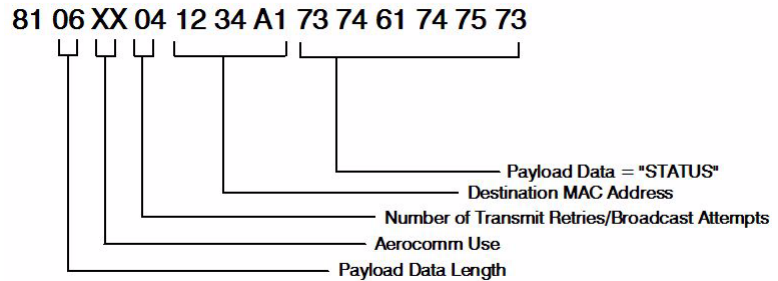 81 06 XX 04 12 34 A1 73 74 61 74 75 73
Payload Data = "STATUS"
Destination MAC Address
Number of Transmit Retries/Broadcast Attempts
Aerocomm Use
Payload Data Length